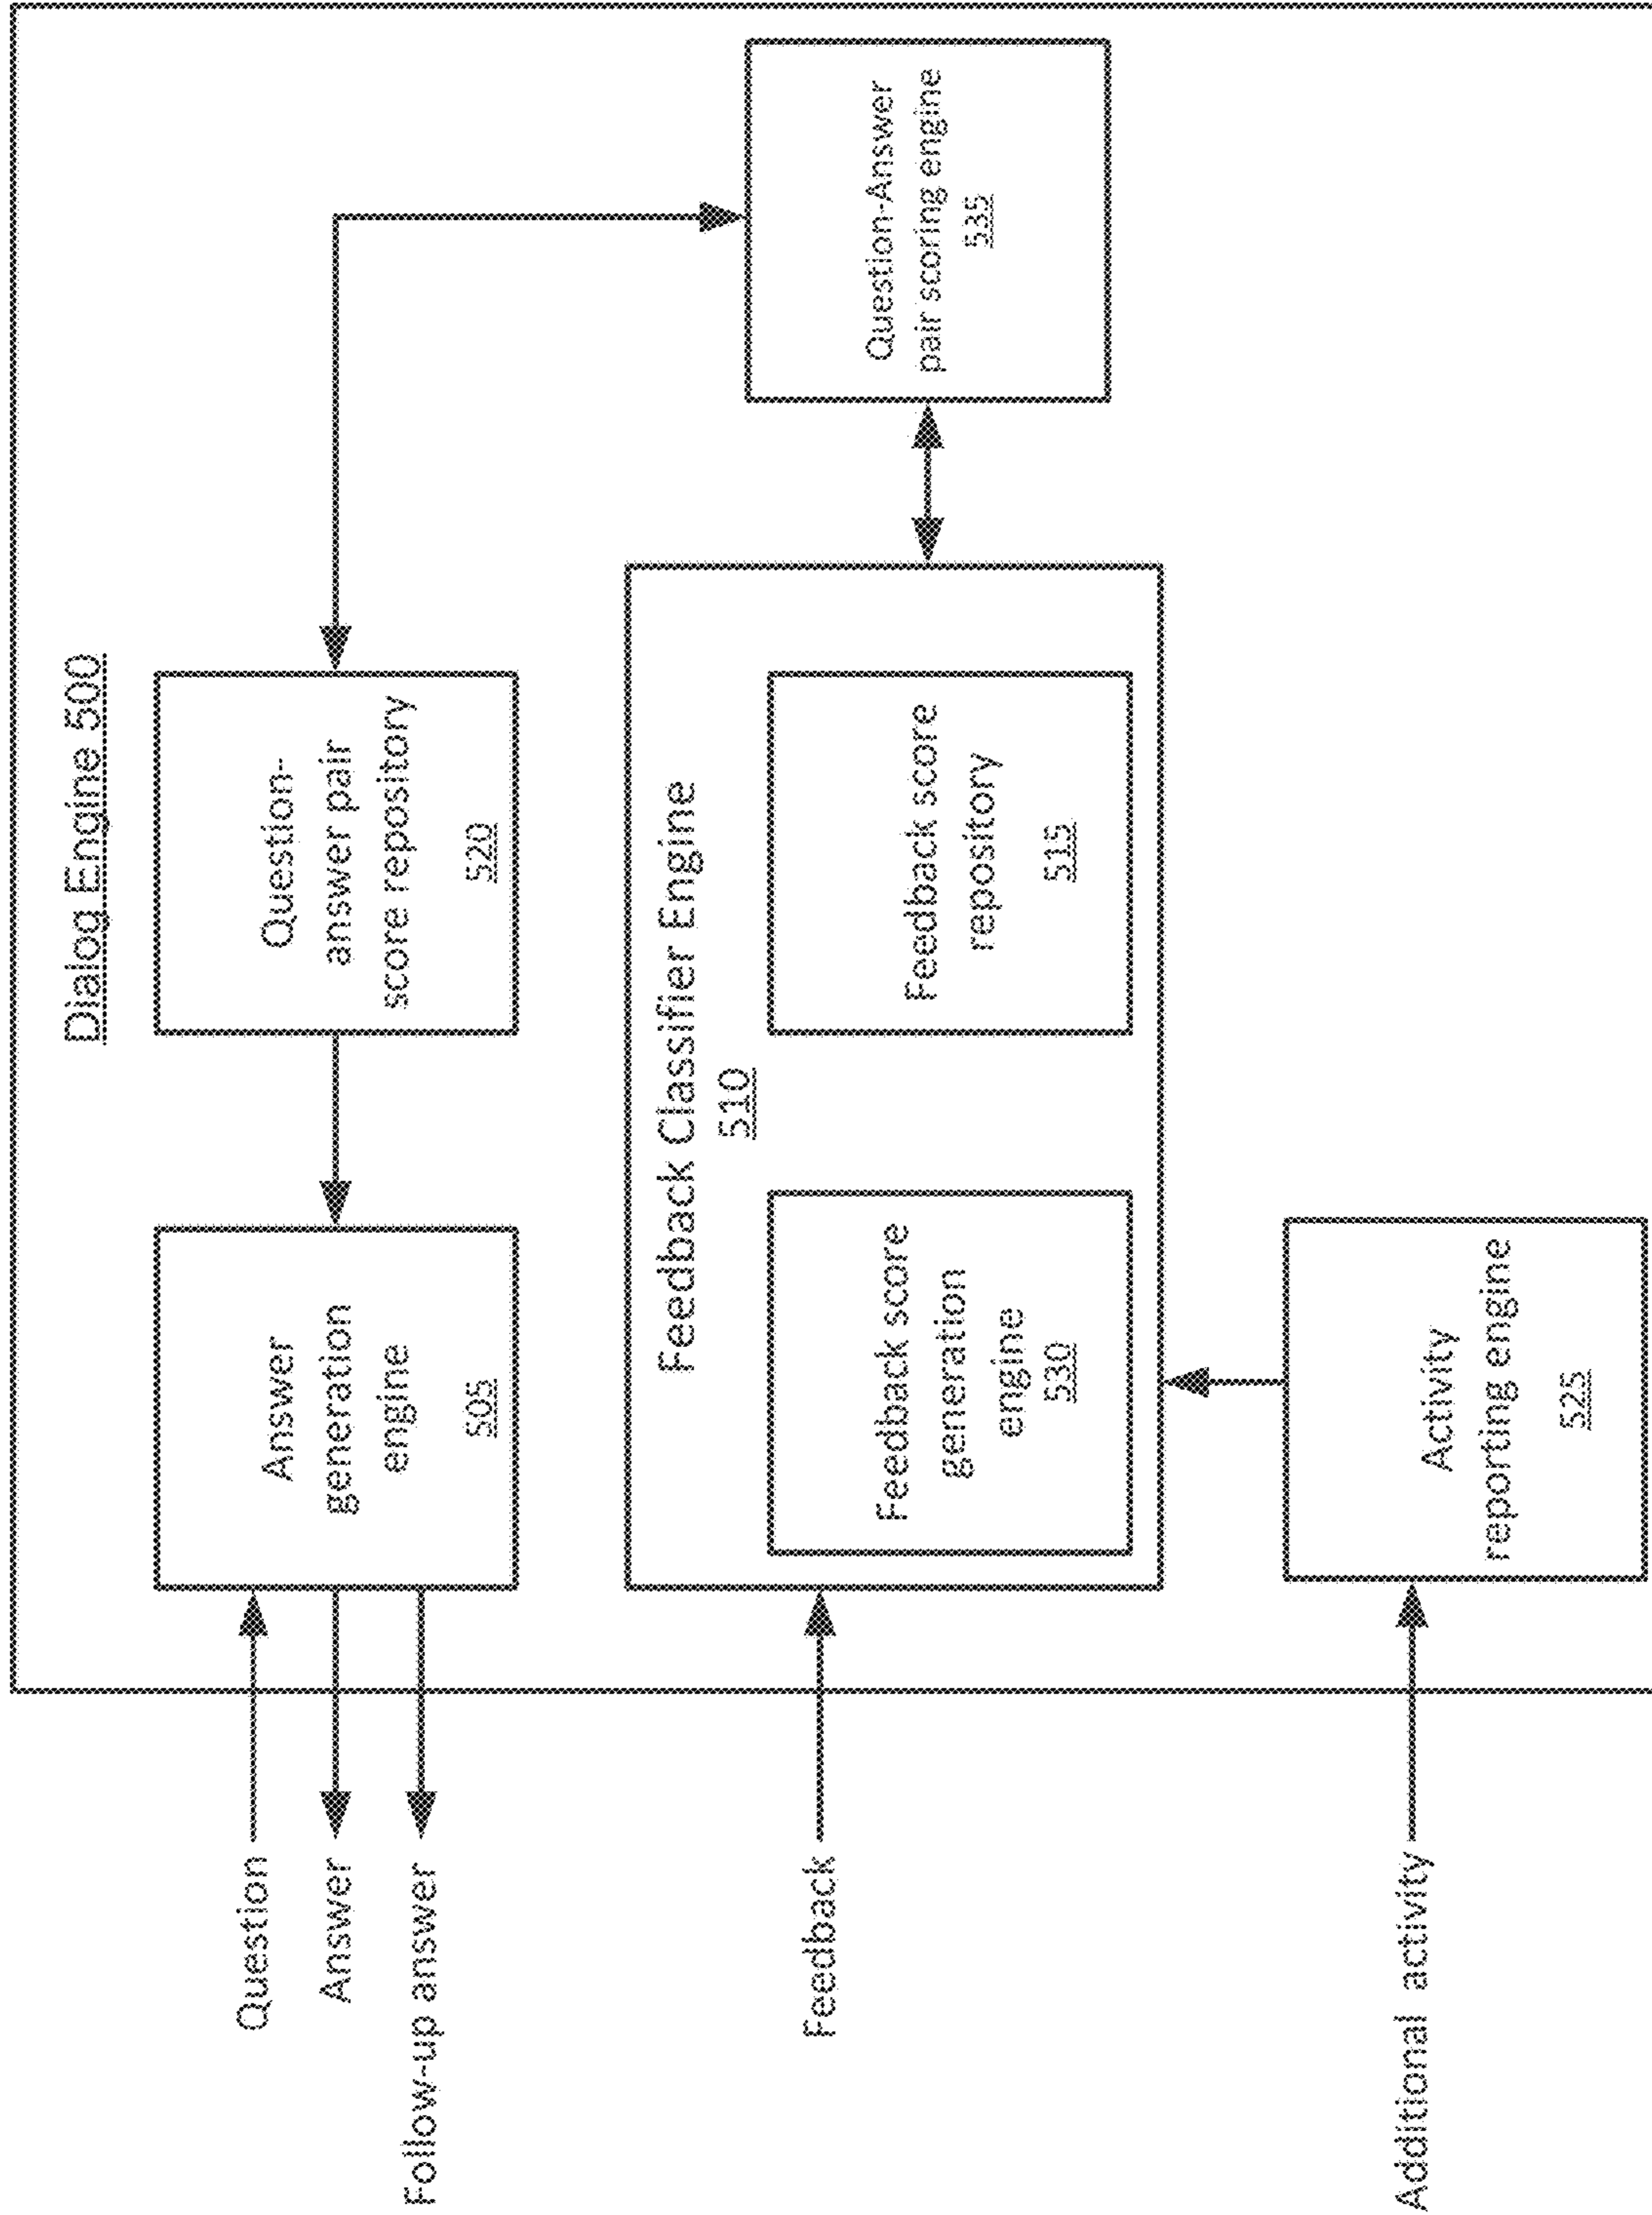 Dialog Engine 500
Question
Answer
Follow-up answer
Answer
generation
engine
505
Question-
answer pair
score repository
520
Feedback
Feedback Classifier Engine
510
Feedback score
generation
engine
530
Feedback score
repository
515
Question-Answer
pair scoring engine
535
Additional activity
Activity
reporting engine
525